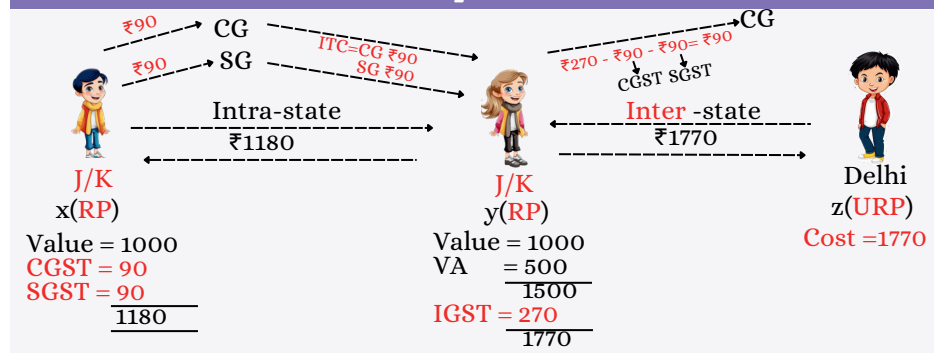 ₹90
CG
₹90
SG
ITC=CG ₹90
SG ₹90
CG
₹270 - ₹90 - ₹90= ₹90
CGST SGST
Intra-state
₹1180
Inter -state
₹1770
J/K
x(RP)
Value = 1000
CGST = 90
SGST = 90
1180
J/K
y(RP)
Value = 1000
VA = 500
1500
IGST = 270
1770
Delhi
z(URP)
Cost =1770